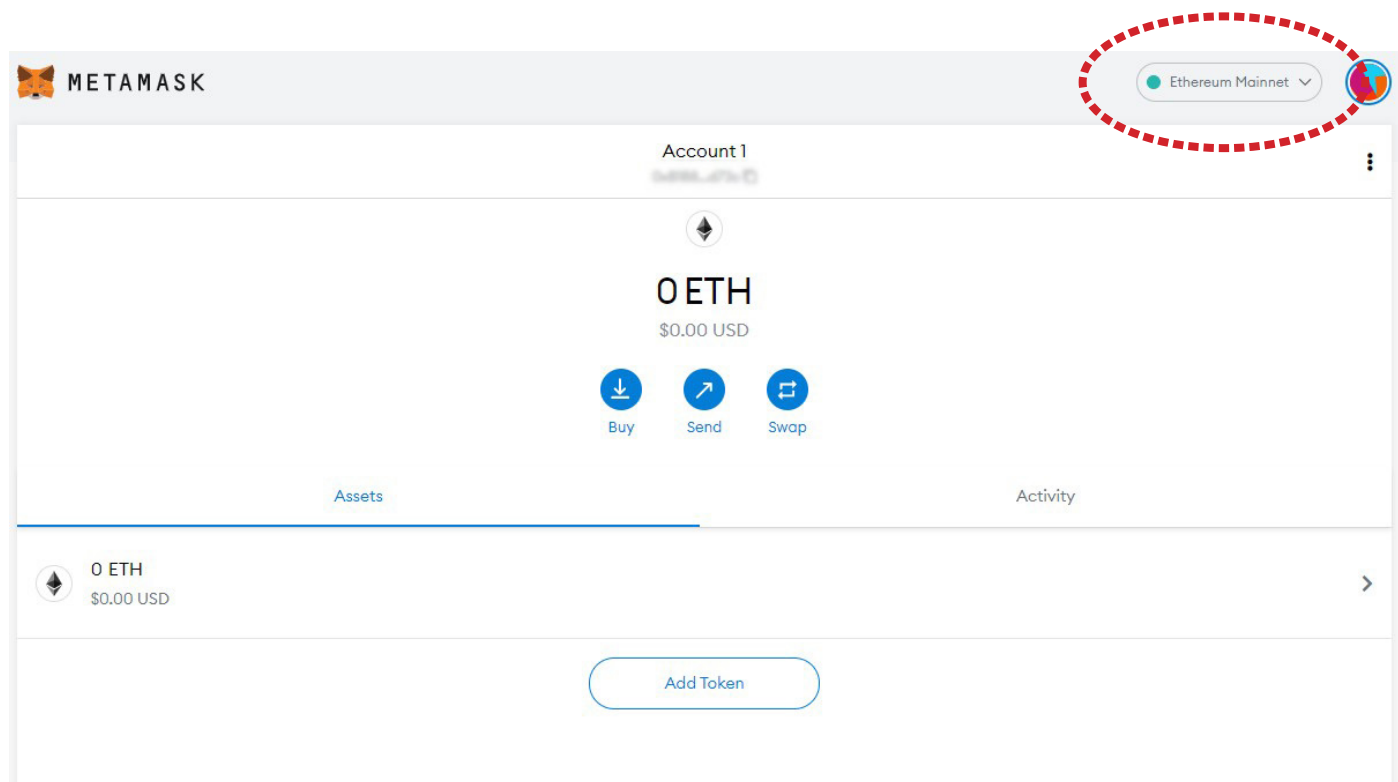 METAMASK
Ethereum Mainnet
Account 1
0 ETH
$0.00 USD
Buy Send Swap
Assets Activity
0 ETH
$0.00 USD
Add Token